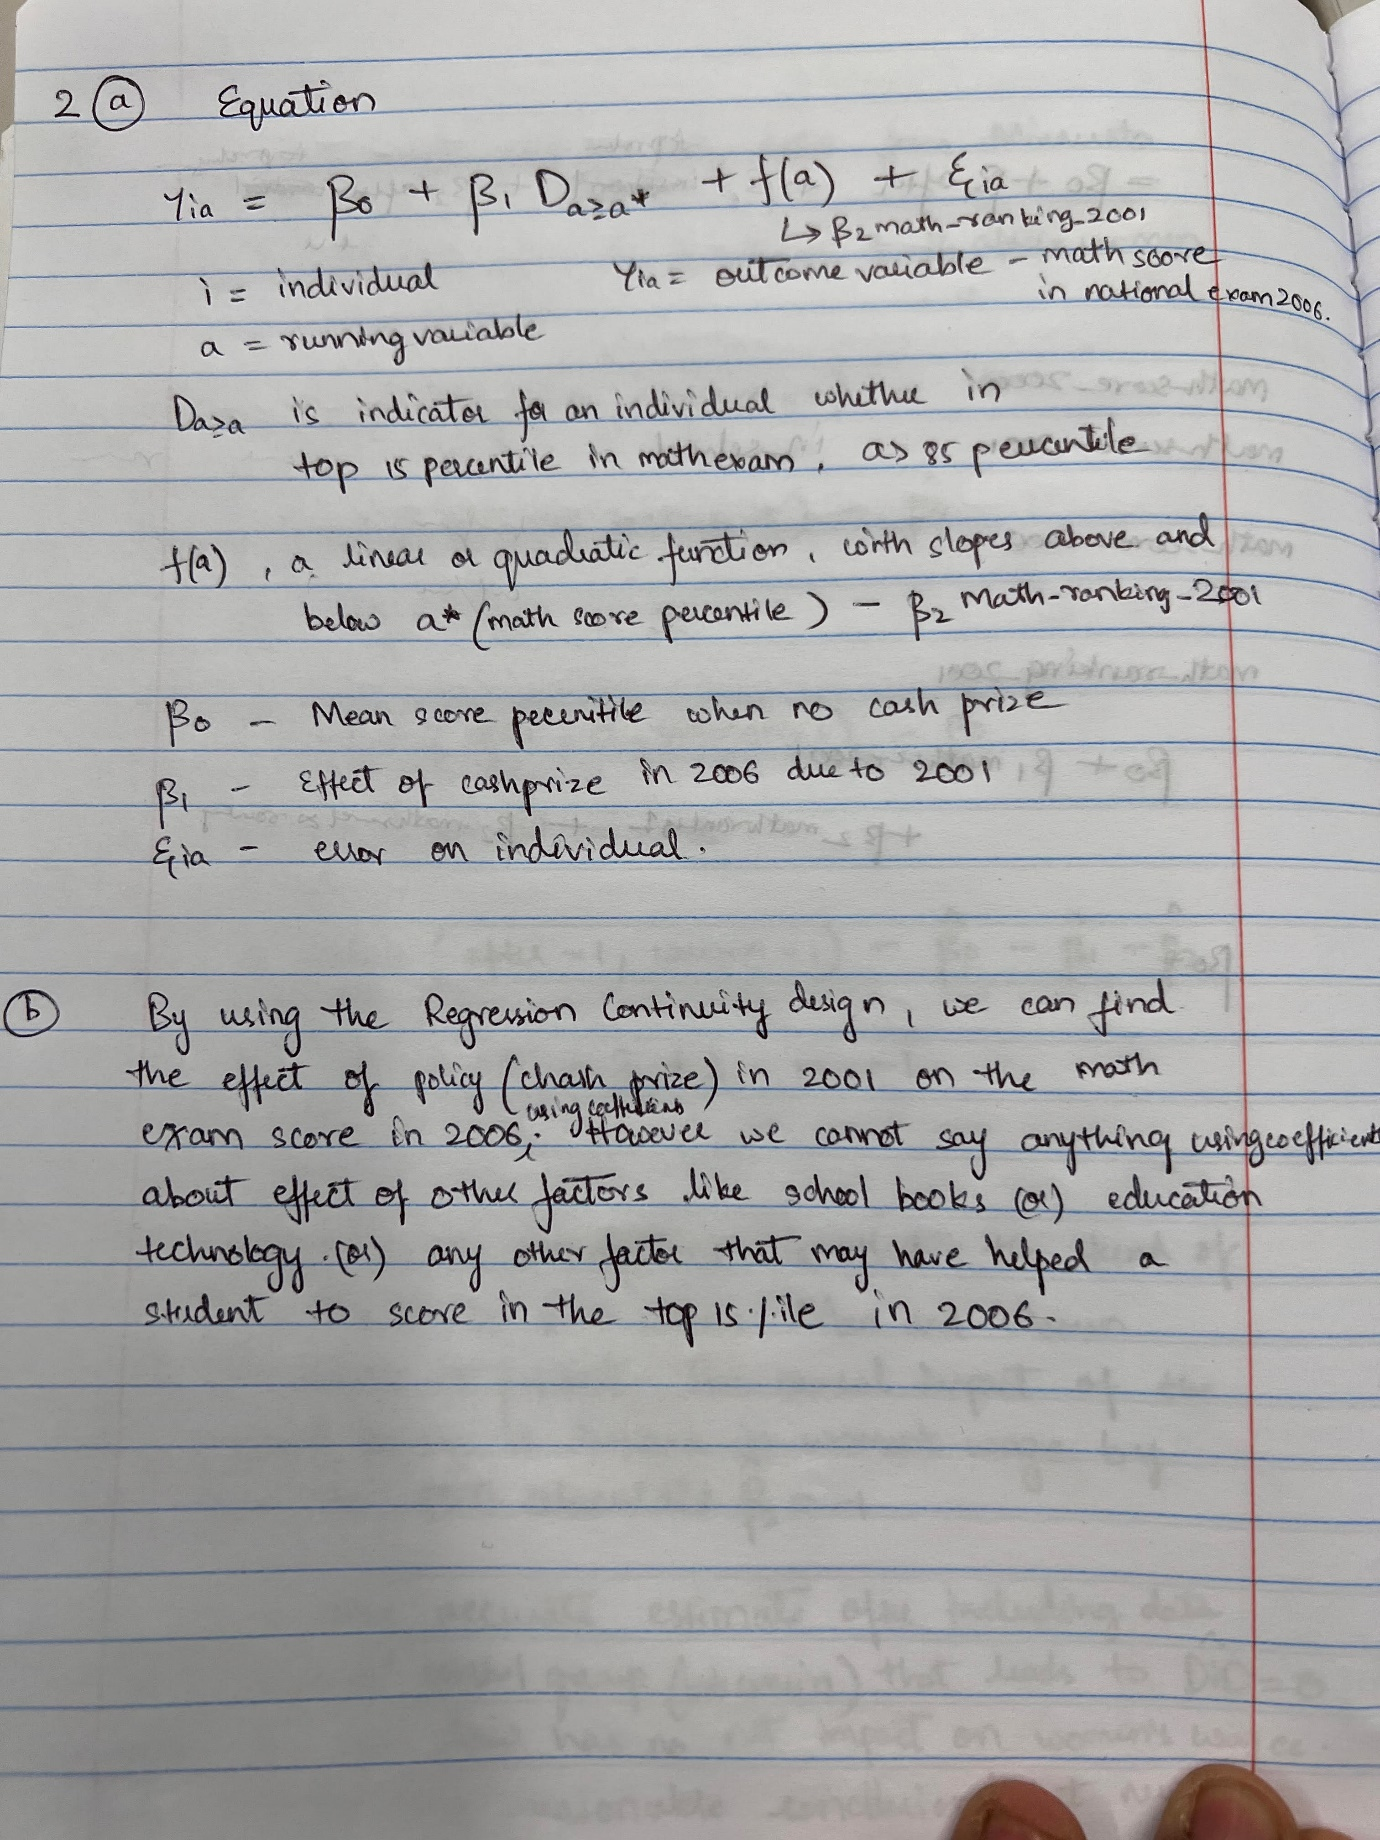 2 (a) Equation
Yia = β0 + β1 Da≥a* + f(a) + ξia
↳ β2 math-ranking-2001
i = individual
Yia = outcome variable - math score
in national exam 2006.
a = running variable
Da≥a is indicator for an individual whether in
top 15 percentile in math exam, a≥ 85 percentile
f(a), a linear or quadratic function, with slopes above and
below a* (math score percentile) - β2 Math-ranking-2001
β0 - Mean score pecenitile when no cash prize
β1 - Effect of cashprize in 2006 due to 2001
ξia - error on individual.
(b) By using the Regression Continuity design, we can find
the effect of policy (chash prize) in 2001 on the math
using coefficients
exam score in 2006; However we cannot say anything using coefficients
about effect of other factors like school books (or) education
technology. (or) any other factor that may have helped a
student to score in the top 15 %ile in 2006.